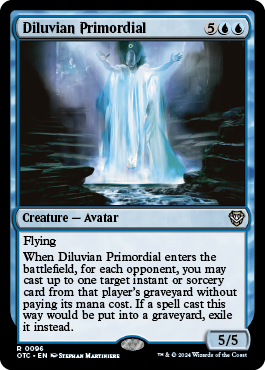 Diluvian Primordial 5
Creature — Avatar
Flying
When Diluvian Primordial enters the
battlefield, for each opponent, you may
cast up to one target instant or sorcery
card from that player's graveyard without
paying its mana cost. If a spell cast this
way would be put into a graveyard, exile
it instead.
5/5
R 0096
OTC • EN Stephan Martiniere
™ & © 2024 Wizards of the Coast